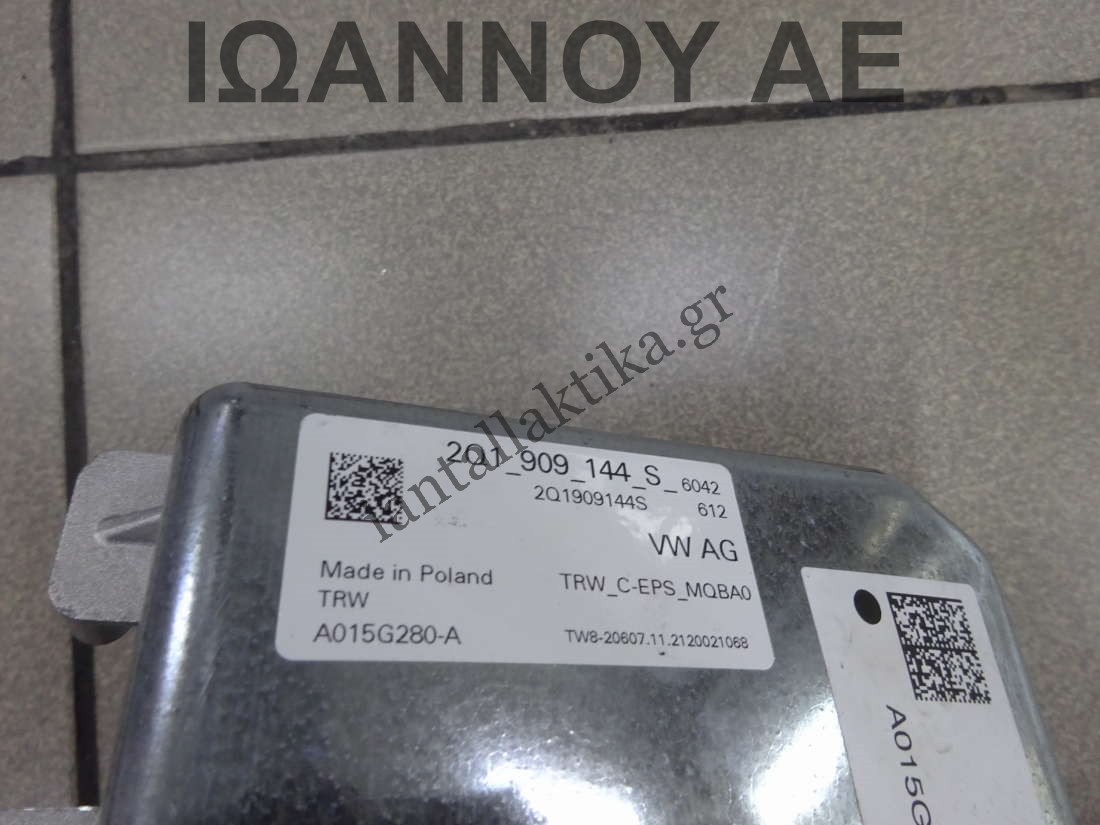 ΙΩΑΝΝΟΥ ΑΕ
iantallaktika.gr
2Q1_909_144_S_6042
2Q1909144S 612
VW AG
Made in Poland TRW_C-EPS_MQBA0
TRW
A015G280-A TW8-20607.11.2120021068
A015G